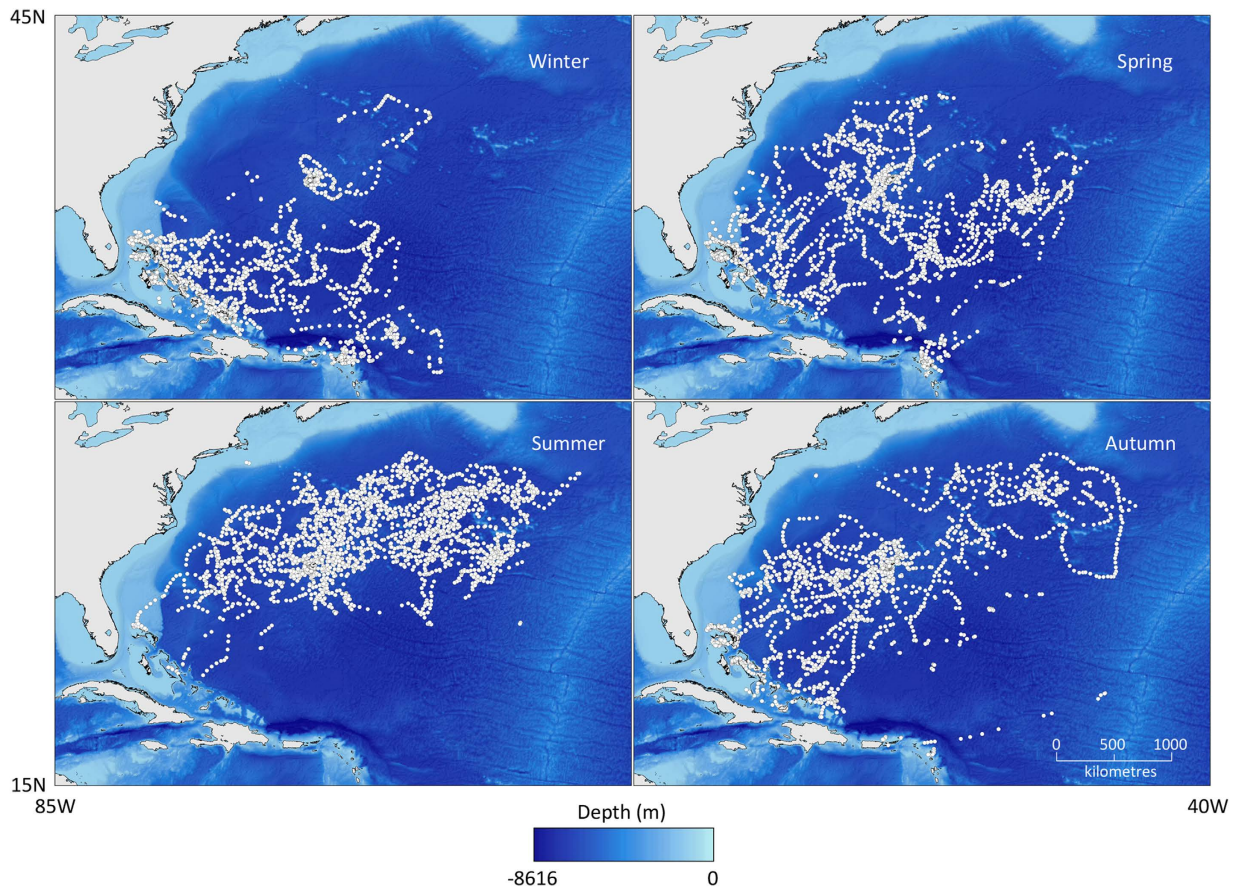 45N
Winter
Spring
Summer
Autumn
0 500 1000
kilometres
15N
85W
40W
Depth (m)
-8616 0